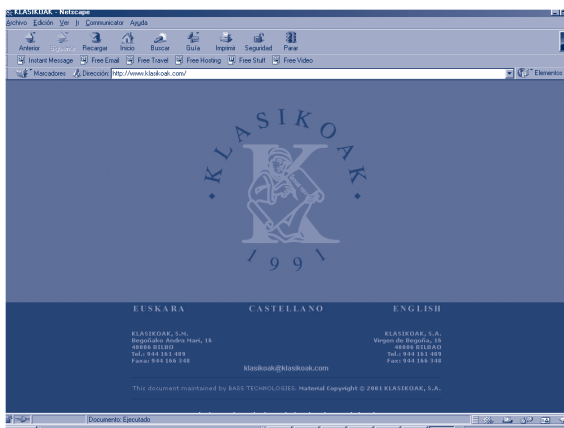 KLASIKOAK - Netscape
Archivo Edición Ver Ir Communicator Ayuda
Anterior Siguiente Recargar Inicio Buscar Guía Imprimir Seguridad Parar
Instant Message Free Email Free Travel Free Hosting Free Stuff Free Video
Marcadores Dirección: http://www.klasikoak.com/ Elementos
KLASIKOAK
K
1991
EUSKARA CASTELLANO ENGLISH
KLASIKOAK, S.M. KLASIKOAK, S.A.
Begoñako Andra Mari, 16 Virgen de Begoña, 16
48006 BILBO 48006 BILBAO
Tel.: 944 161 489 Tel.: 944 161 489
Faxa: 944 166 348 Fax: 944 166 348
klasikoak@klasikoak.com
This document maintained by BADS TECHNOLOGIES. Material Copyright © 2001 KLASIKOAK, S.A.
Documento: Ejecutado